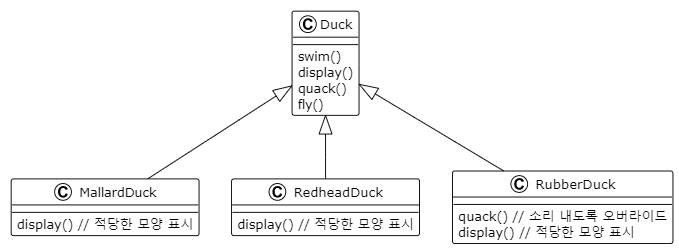 C Duck
swim()
display()
quack()
fly()
C MallardDuck
display() // 적당한 모양 표시
C RedheadDuck
display() // 적당한 모양 표시
C RubberDuck
quack() // 소리 내도록 오버라이드
display() // 적당한 모양 표시